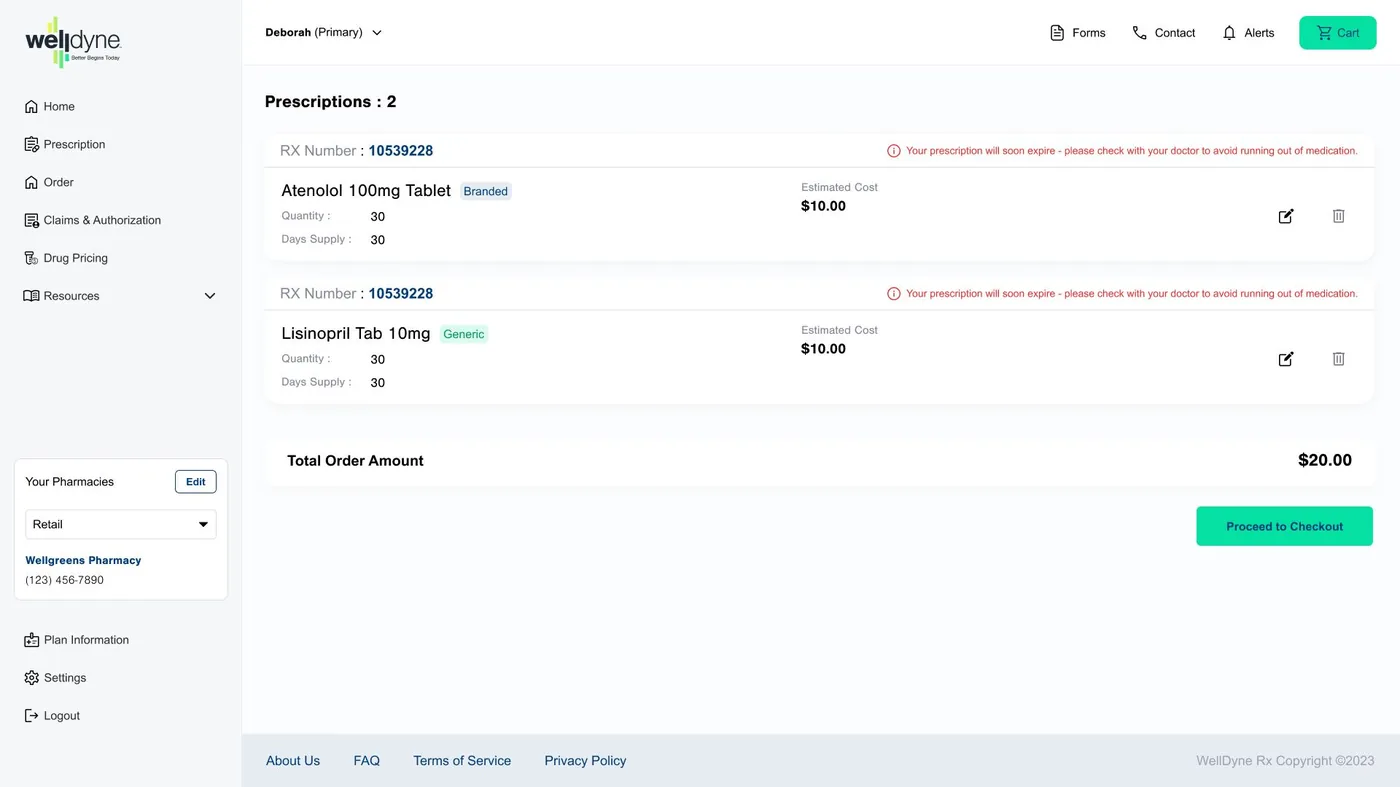 welldyne.
Better Begins Today
Home
Prescription
Order
Claims & Authorization
Drug Pricing
Resources
Your Pharmacies
Edit
Retail
Wellgreens Pharmacy
(123) 456-7890
Plan Information
Settings
Logout
Deborah (Primary)
Forms
Contact
Alerts
Cart
Prescriptions : 2
RX Number : 10539228
Your prescription will soon expire - please check with your doctor to avoid running out of medication.
Atenolol 100mg Tablet Branded
Estimated Cost
$10.00
Quantity : 30
Days Supply : 30
RX Number : 10539228
Your prescription will soon expire - please check with your doctor to avoid running out of medication.
Lisinopril Tab 10mg Generic
Estimated Cost
$10.00
Quantity : 30
Days Supply : 30
Total Order Amount
$20.00
Proceed to Checkout
About Us
FAQ
Terms of Service
Privacy Policy
WellDyne Rx Copyright ©2023